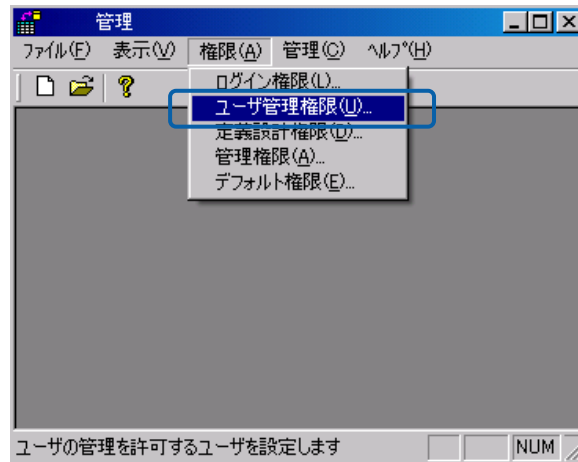 管理
ファイル(F) 表示(V) 権限(A) 管理(C) ヘルプ(H)
ログイン権限(L)...
ユーザ管理権限(U)...
定義設計権限(D)...
管理権限(A)...
デフォルト権限(E)...
ユーザの管理を許可するユーザを設定します NUM